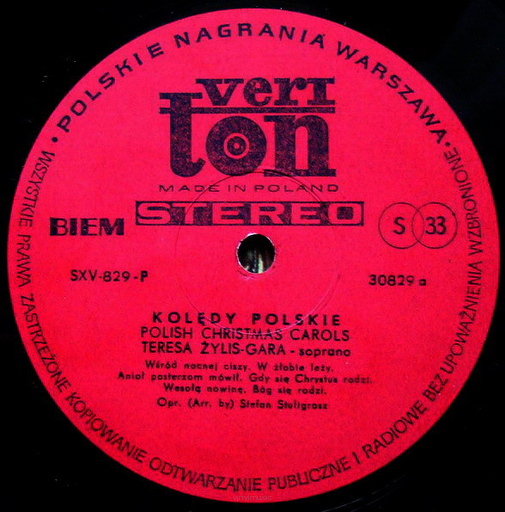 • POLSKIE NAGRANIA WARSZAWA •
veri
ton
MADE IN POLAND
BIEM STEREO S 33
SXV-829-P 30829 a
KOLĘDY POLSKIE
POLISH CHRISTMAS CAROLS
TERESA ŻYLIS-GARA - soprano
Wśród nocnej ciszy. W żłobie leży.
Anioł pasterzom mówił. Gdy się Chrystus rodzi.
Wesołą nowinę. Bóg się rodzi.
Opr. (Arr. by) Stefan Stuligrosz
WSZYSTKIE PRAWA ZASTRZEŻONE KOPIOWANIE ODTWARZANIE PUBLICZNE I RADIOWE BEZ UPOWAŻNIENIA WZBRONIONE